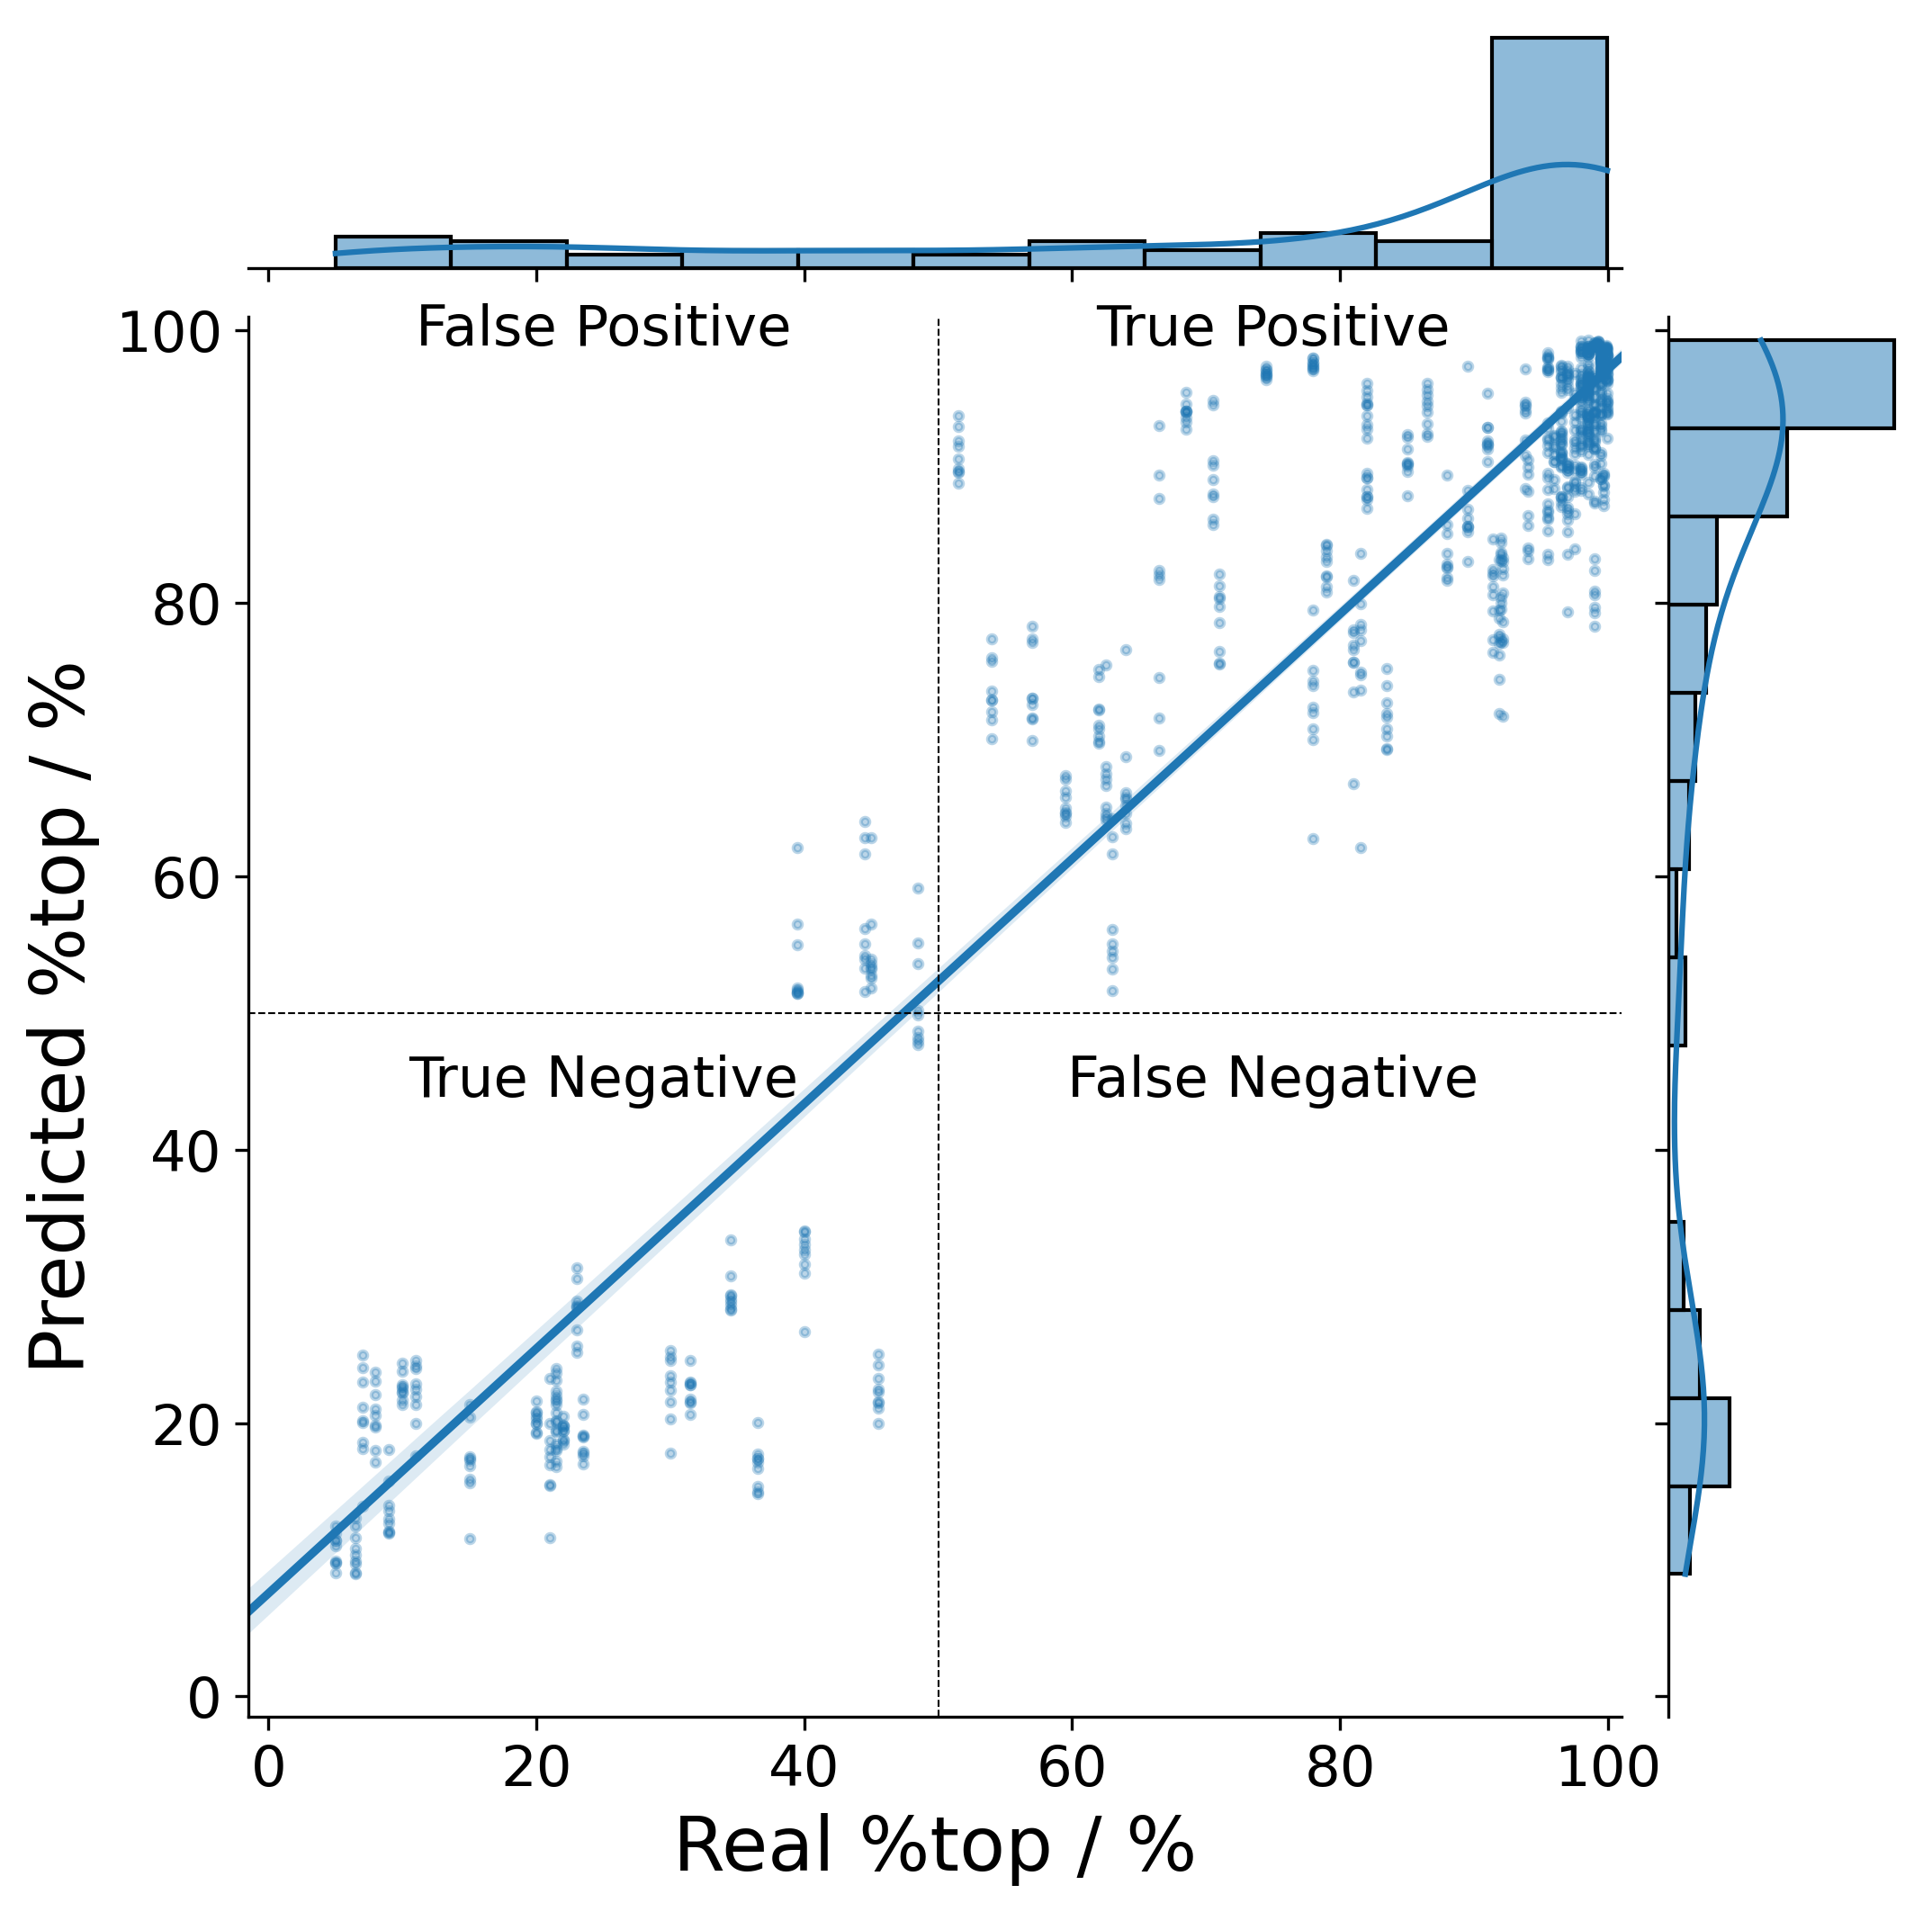 False Positive
True Positive
100
80
60
40
20
0
True Negative
False Negative
Predicted %top / %
0
20
40
60
80
100
Real %top / %